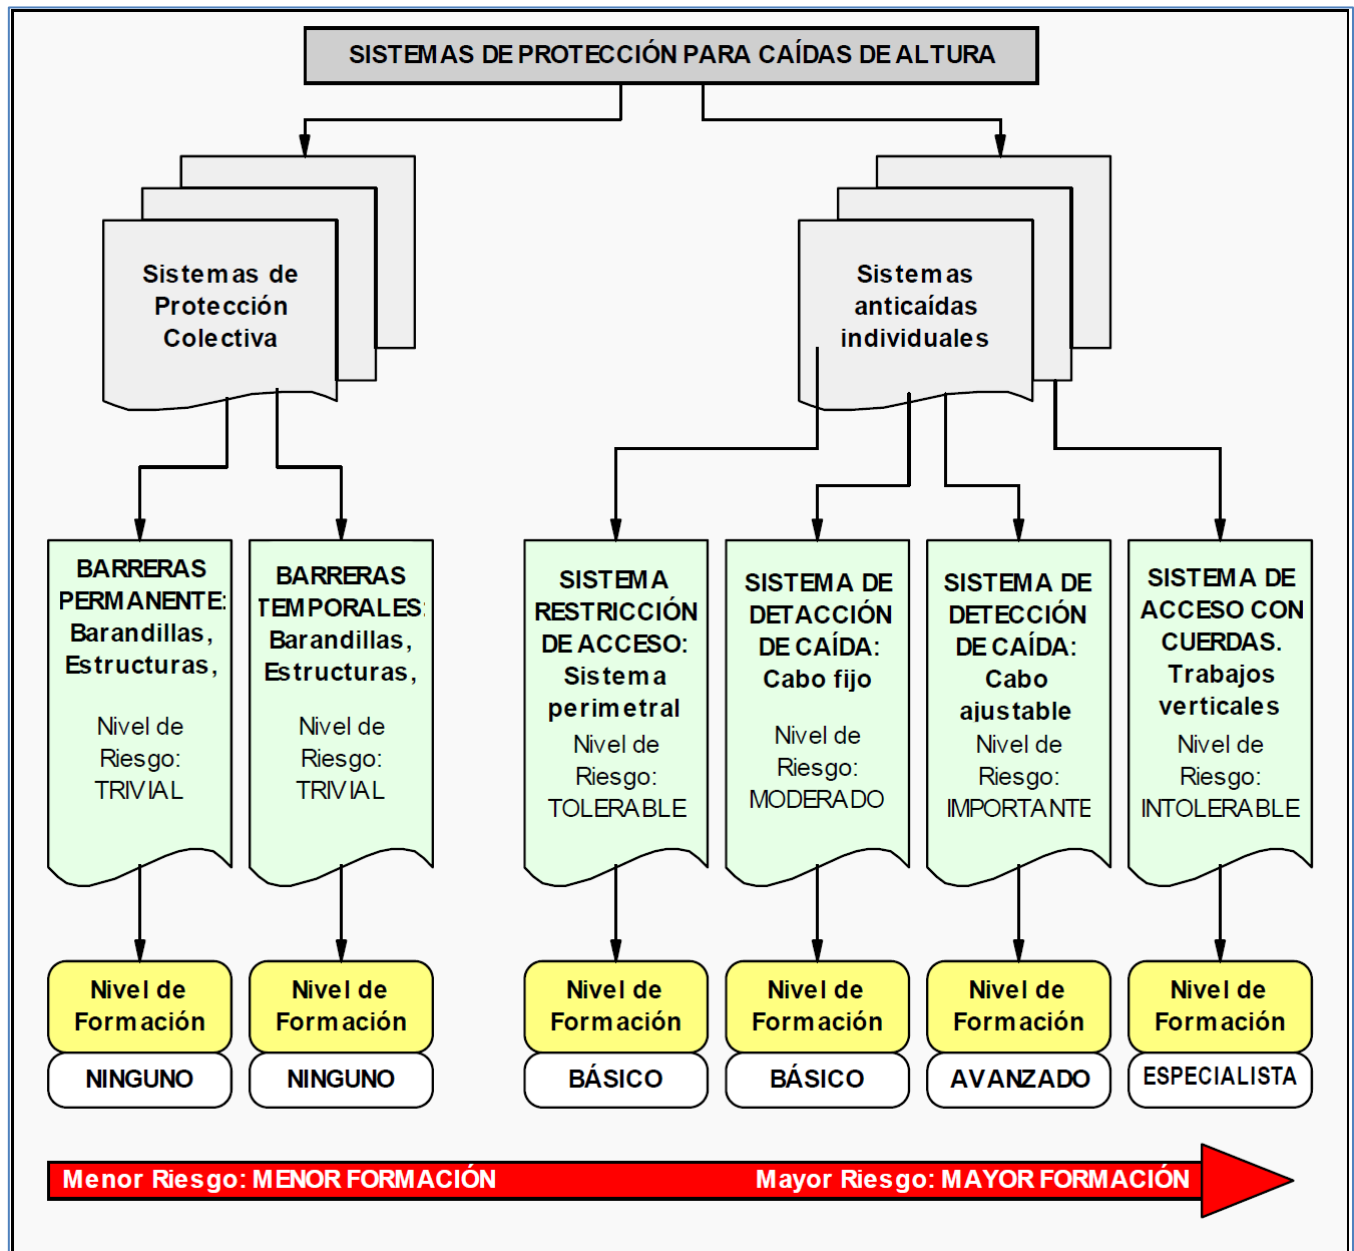 SISTEMAS DE PROTECCIÓN PARA CAÍDAS DE ALTURA
Sistemas de
Protección
Colectiva
Sistemas
anticaídas
individuales
BARRERAS
PERMANENTE:
Barandillas,
Estructuras,
Nivel de
Riesgo:
TRIVIAL
BARRERAS
TEMPORALES:
Barandillas,
Estructuras,
Nivel de
Riesgo:
TRIVIAL
SISTEMA
RESTRICCIÓN
DE ACCESO:
Sistema
perimetral
Nivel de
Riesgo:
TOLERABLE
SISTEMA DE
DETACCIÓN
DE CAÍDA:
Cabo fijo
Nivel de
Riesgo:
MODERADO
SISTEMA DE
DETECCIÓN
DE CAÍDA:
Cabo
ajustable
Nivel de
Riesgo:
IMPORTANTE
SISTEMA DE
ACCESO CON
CUERDAS.
Trabajos
verticales
Nivel de
Riesgo:
INTOLERABLE
Nivel de
Formación
NINGUNO
Nivel de
Formación
NINGUNO
Nivel de
Formación
BÁSICO
Nivel de
Formación
BÁSICO
Nivel de
Formación
AVANZADO
Nivel de
Formación
ESPECIALISTA
Menor Riesgo: MENOR FORMACIÓN
Mayor Riesgo: MAYOR FORMACIÓN